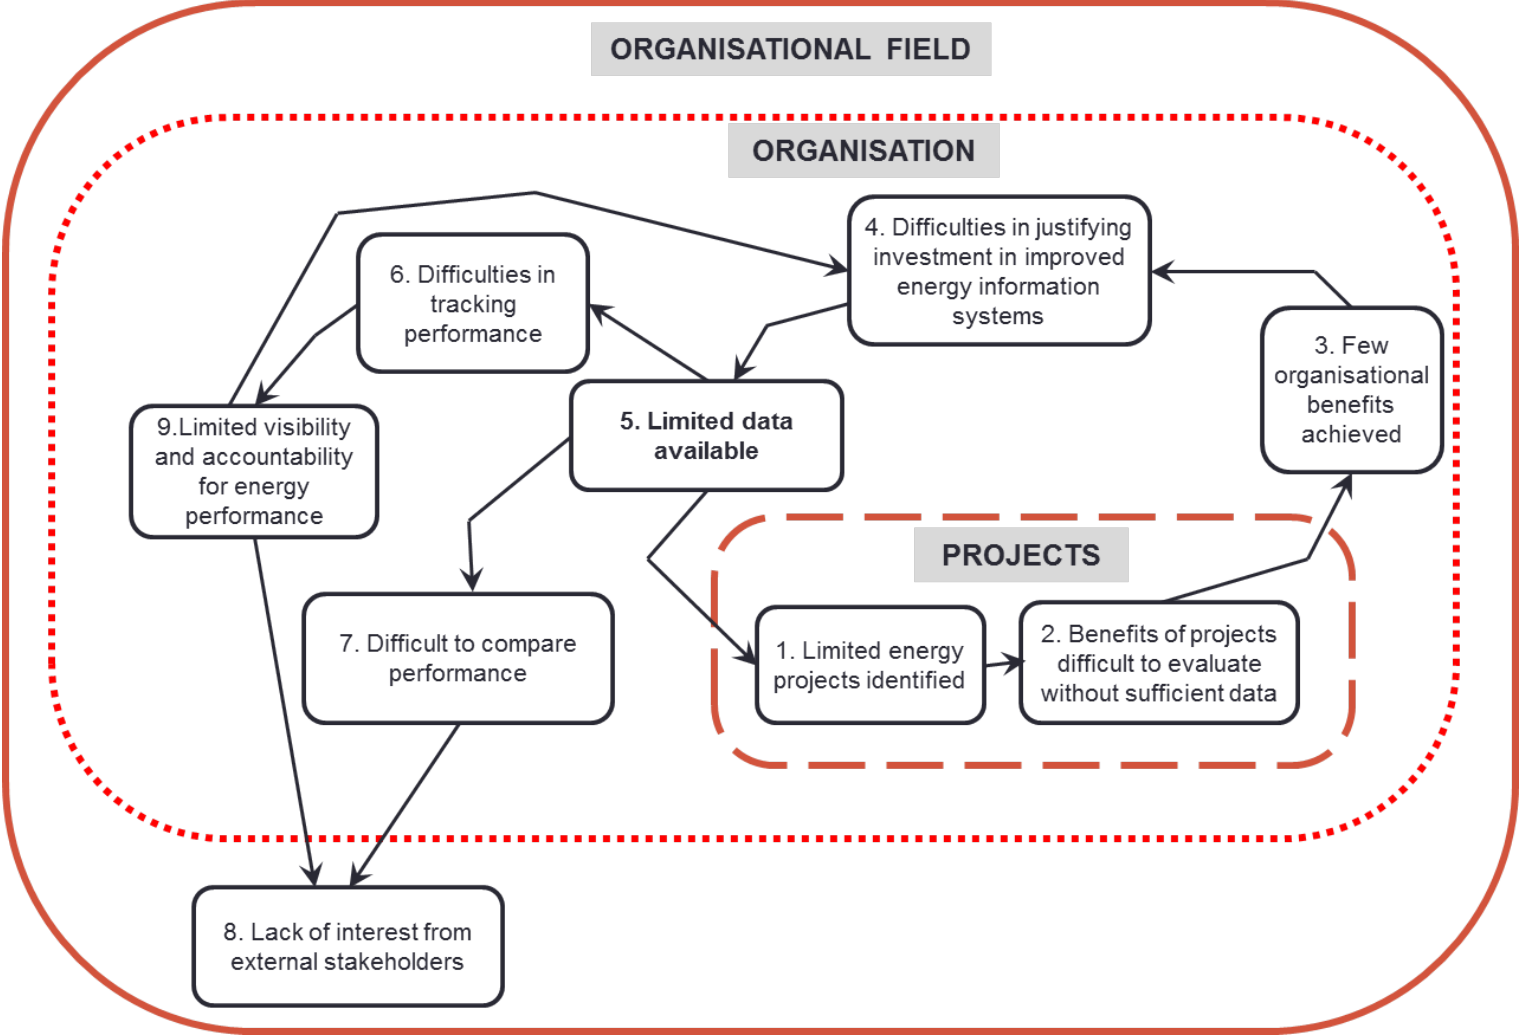 ORGANISATIONAL FIELD
ORGANISATION
4. Difficulties in justifying
investment in improved
energy information
systems
6. Difficulties in
tracking
performance
3. Few
organisational
benefits
achieved
5. Limited data
available
9.Limited visibility
and accountability
for energy
performance
PROJECTS
7. Difficult to compare
performance
1. Limited energy
projects identified
2. Benefits of projects
difficult to evaluate
without sufficient data
8. Lack of interest from
external stakeholders